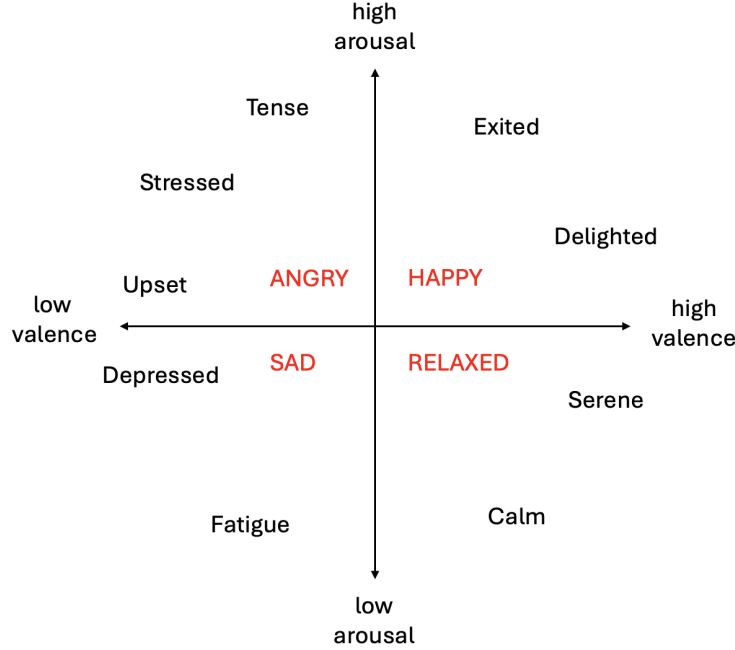 high
arousal
Tense
Exited
Stressed
Delighted
ANGRY
HAPPY
Upset
low
valence
high
valence
SAD
RELAXED
Depressed
Serene
Calm
Fatigue
low
arousal